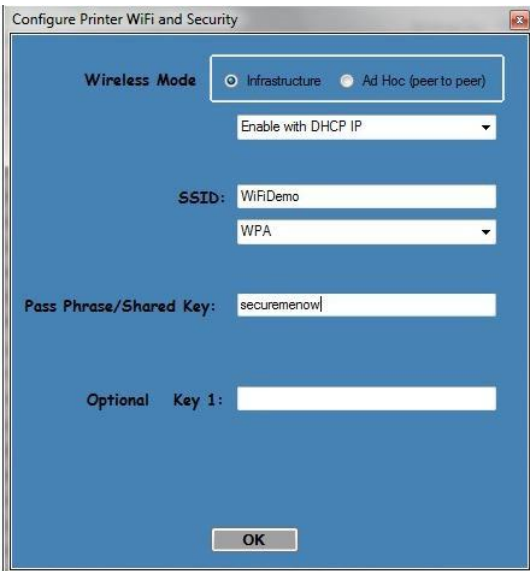 Configure Printer WiFi and Security
Wireless Mode Infrastructure Ad Hoc (peer to peer)
Enable with DHCP IP
SSID: WiFiDemo
WPA
Pass Phrase/Shared Key: securemenow
Optional Key 1:
OK